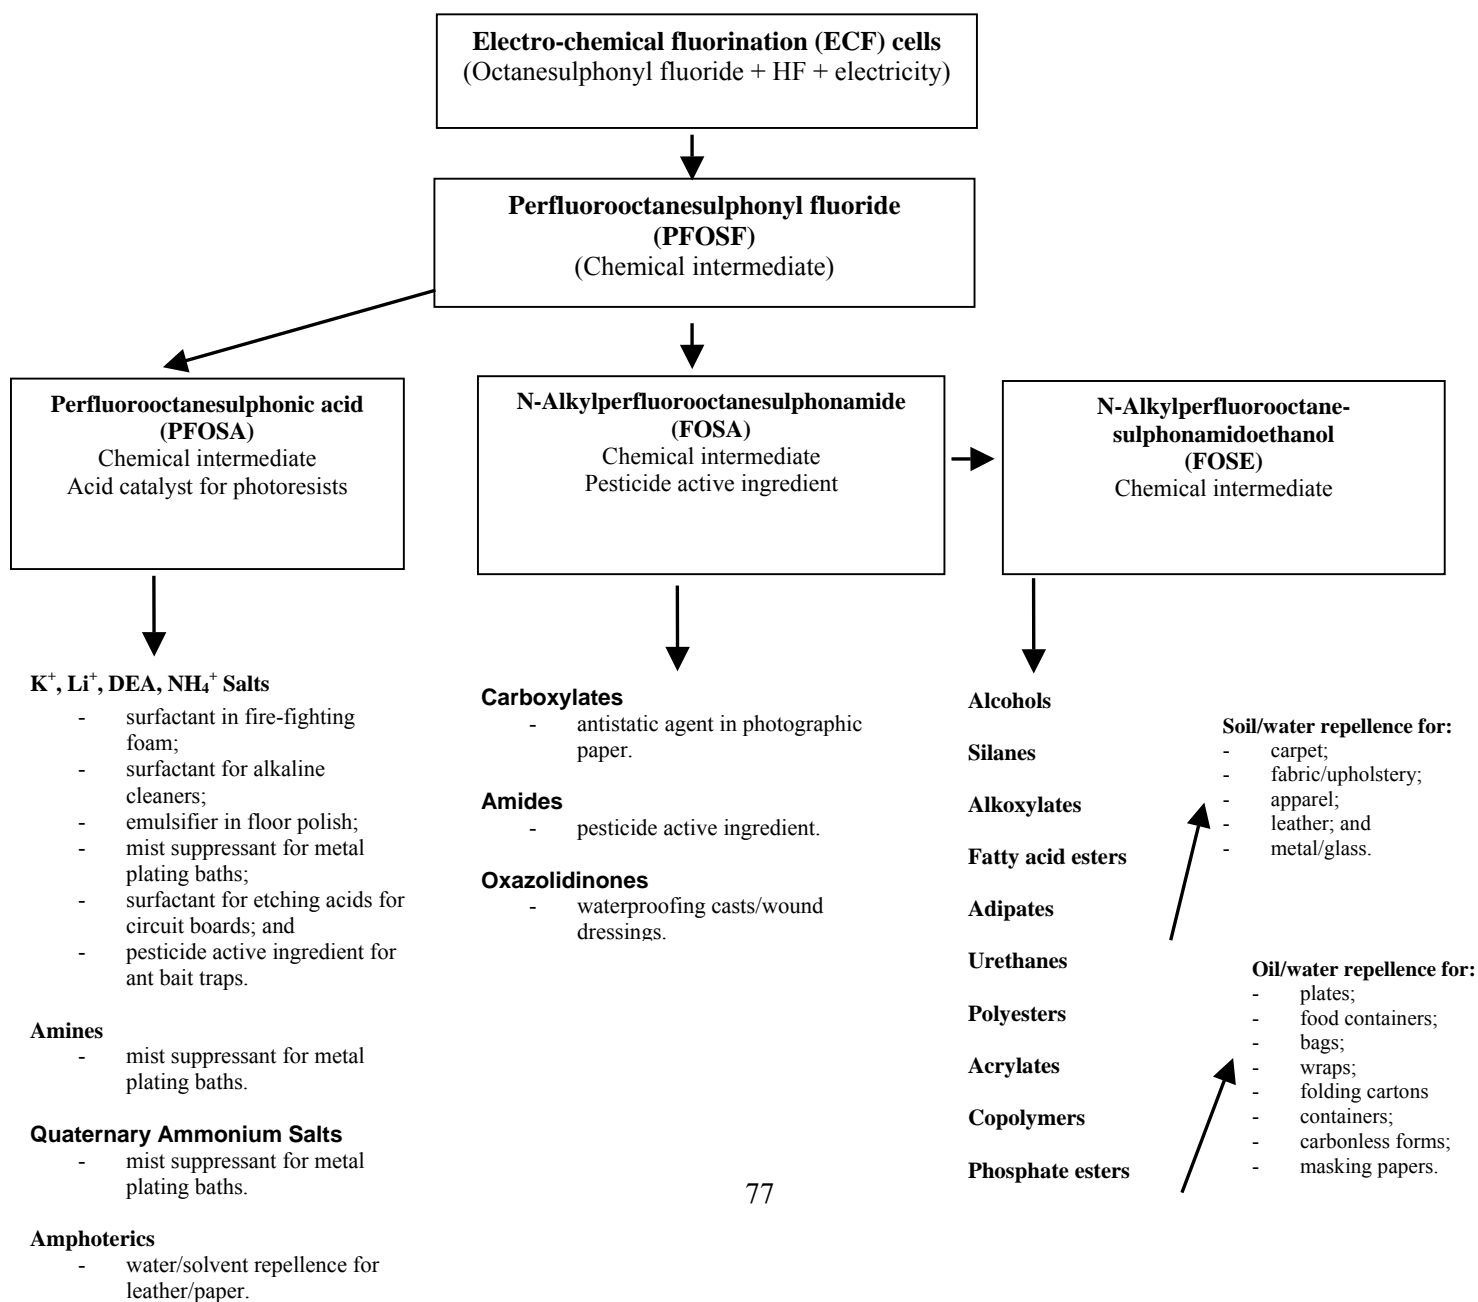 Electro-chemical fluorination (ECF) cells
(Octanesulphonyl fluoride + HF + electricity)
Perfluorooctanesulphonyl fluoride
(PFOSF)
(Chemical intermediate)
Perfluorooctanesulphonic acid
(PFOSA)
Chemical intermediate
Acid catalyst for photoresists
N-Alkylperfluorooctanesulphonamide
(FOSA)
Chemical intermediate
Pesticide active ingredient
N-Alkylperfluorooctane-
sulphonamidoethanol
(FOSE)
Chemical intermediate
K⁺, Li⁺, DEA, NH₄⁺ Salts
- surfactant in fire-fighting
foam;
- surfactant for alkaline
cleaners;
- emulsifier in floor polish;
- mist suppressant for metal
plating baths;
- surfactant for etching acids for
circuit boards; and
- pesticide active ingredient for
ant bait traps.
Amines
- mist suppressant for metal
plating baths.
Quaternary Ammonium Salts
- mist suppressant for metal
plating baths.
Amphoterics
- water/solvent repellence for
leather/paper.
Carboxylates
- antistatic agent in photographic
paper.
Amides
- pesticide active ingredient.
Oxazolidinones
- waterproofing casts/wound
dressings.
Alcohols
Silanes
Alkoxylates
Fatty acid esters
Adipates
Urethanes
Polyesters
Acrylates
Copolymers
Phosphate esters
Soil/water repellence for:
- carpet;
- fabric/upholstery;
- apparel;
- leather; and
- metal/glass.
Oil/water repellence for:
- plates;
- food containers;
- bags;
- wraps;
- folding cartons
- containers;
- carbonless forms;
- masking papers.
77